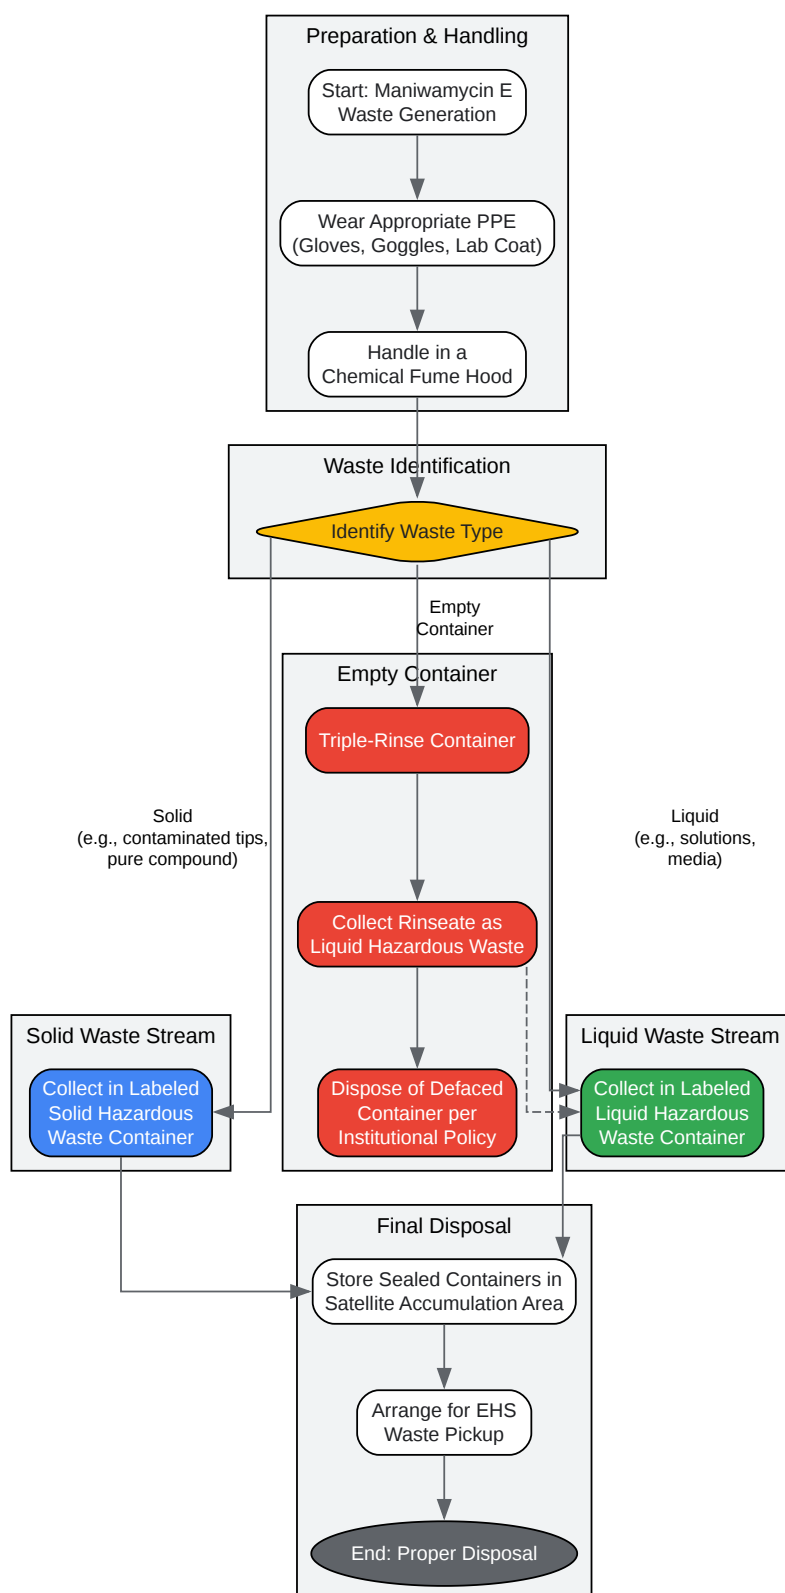 Preparation & Handling
Start: Maniwamycin E
Waste Generation
Wear Appropriate PPE
(Gloves, Goggles, Lab Coat)
Handle in a
Chemical Fume Hood
Waste Identification
Identify Waste Type
Empty
Container
Empty Container
Triple-Rinse Container
Solid
(e.g., contaminated tips,
pure compound)
Liquid
(e.g., solutions,
media)
Collect Rinseate as
Liquid Hazardous Waste
Solid Waste Stream
Collect in Labeled
Solid Hazardous
Waste Container
Dispose of Defaced
Container per
Institutional Policy
Liquid Waste Stream
Collect in Labeled
Liquid Hazardous
Waste Container
Final Disposal
Store Sealed Containers in
Satellite Accumulation Area
Arrange for EHS
Waste Pickup
End: Proper Disposal